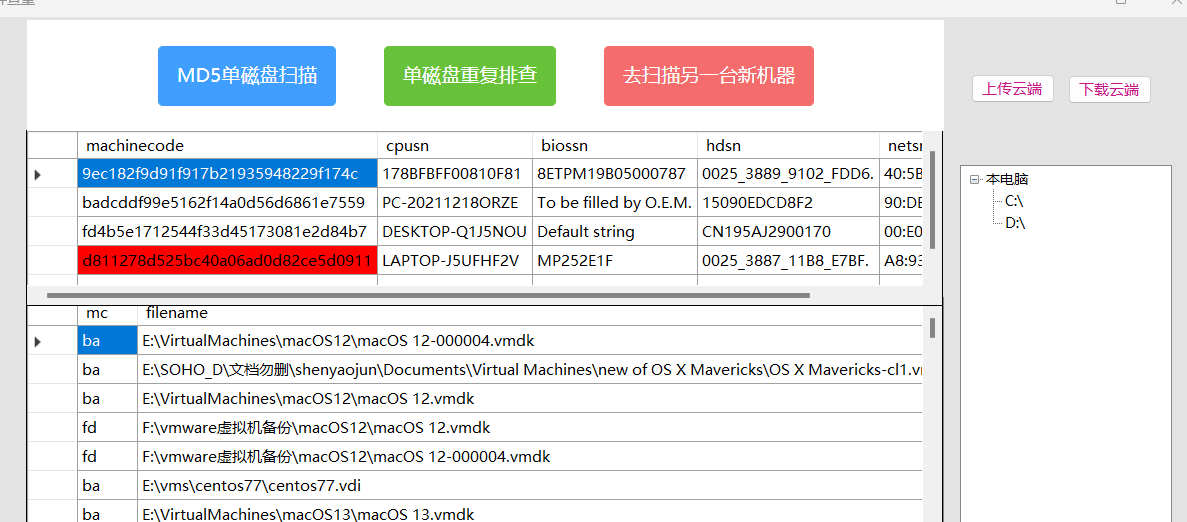 MD5单磁盘扫描 单磁盘重复排查 去扫描另一台新机器
上传云端 下载云端
machinecode cpusn biossn hdsn
9ec182f9d91f917b21935948229f174c 178BFBFF00810F81 8ETPM19B05000787 0025_3889_9102_FDD6. 40:5B
badcddf99e5162f14a0d56d6861e7559 PC-20211218ORZE To be filled by O.E.M. 15090EDCD8F2 90:DE
fd4b5e1712544f33d45173081e2d84b7 DESKTOP-Q1J5NOU Default string CN195AJ2900170 00:E0
d811278d525bc40a06ad0d82ce5d0911 LAPTOP-J5UFHF2V MP252E1F 0025_3887_11B8_E7BF. A8:93
mc filename
ba E:\VirtualMachines\macOS12\macOS 12-000004.vmdk
ba E:\SOHO_D\文档勿删\shenyaojun\Documents\Virtual Machines\new of OS X Mavericks\OS X Mavericks-cl1.v
ba E:\VirtualMachines\macOS12\macOS 12.vmdk
fd F:\vmware虚拟机备份\macOS12\macOS 12.vmdk
fd F:\vmware虚拟机备份\macOS12\macOS 12-000004.vmdk
ba E:\vms\centos77\centos77.vdi
ba E:\VirtualMachines\macOS13\macOS 13.vmdk
本电脑
C:\
D:\